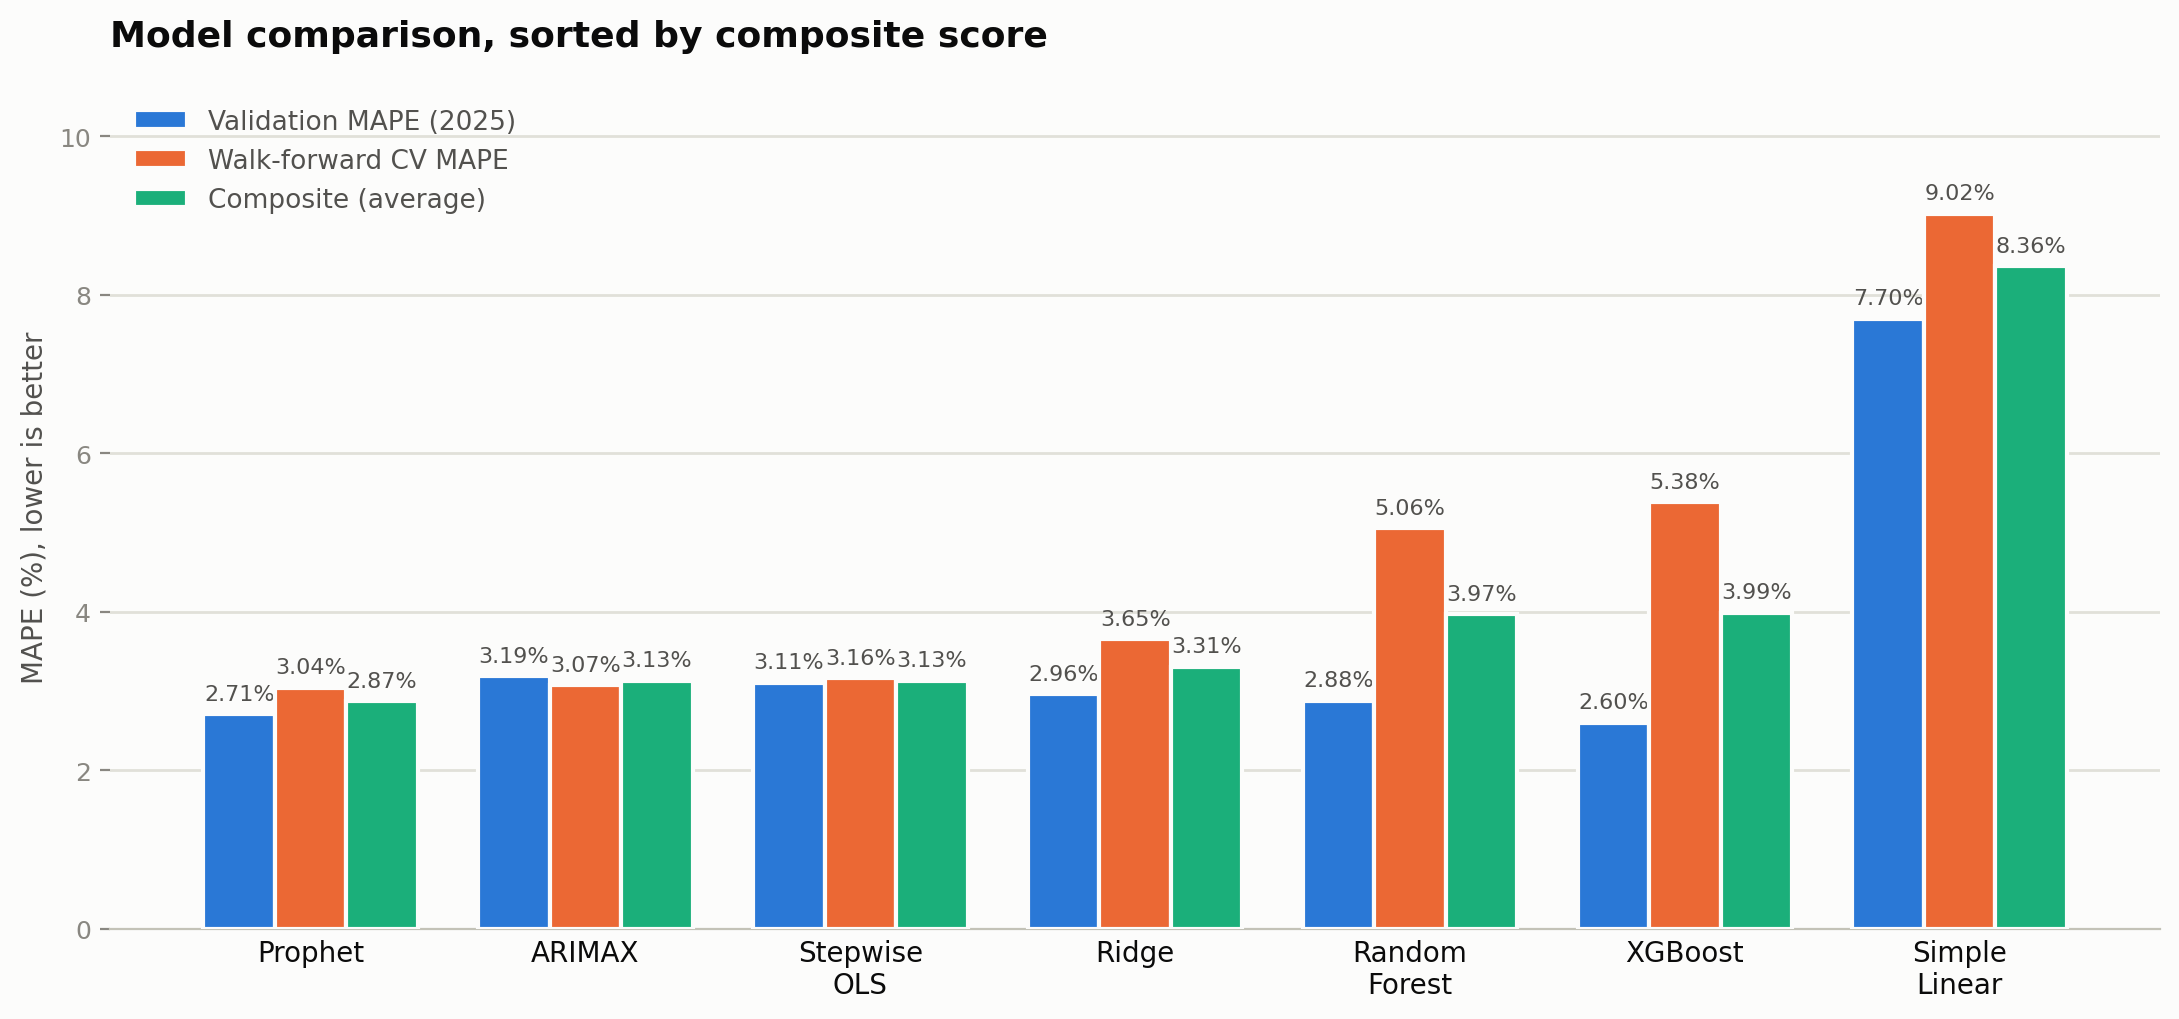 Model comparison, sorted by composite score
Validation MAPE (2025)
Walk-forward CV MAPE
Composite (average)
MAPE (%), lower is better
10
8
6
4
2
0
2.71%
3.04%
2.87%
3.19%
3.07%
3.13%
3.11%
3.16%
3.13%
2.96%
3.65%
3.31%
2.88%
5.06%
3.97%
2.60%
5.38%
3.99%
7.70%
9.02%
8.36%
Prophet
ARIMAX
Stepwise
OLS
Ridge
Random
Forest
XGBoost
Simple
Linear